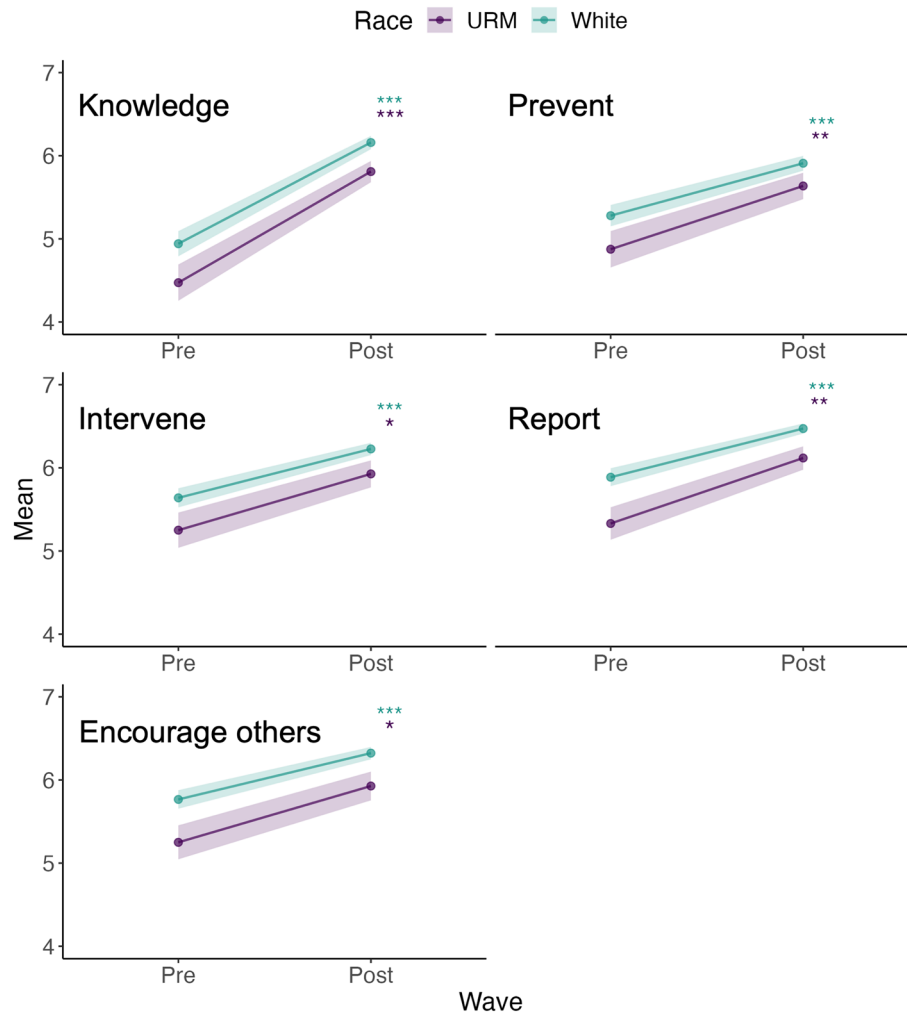 Race URM White
Knowledge
***
***
7
6
5
4
Pre Post
Prevent
***
**
Pre Post
Intervene
***
*
7
6
5
4
Pre Post
Report
***
**
Pre Post
Encourage others
***
*
7
6
5
4
Pre Post
Mean
Wave